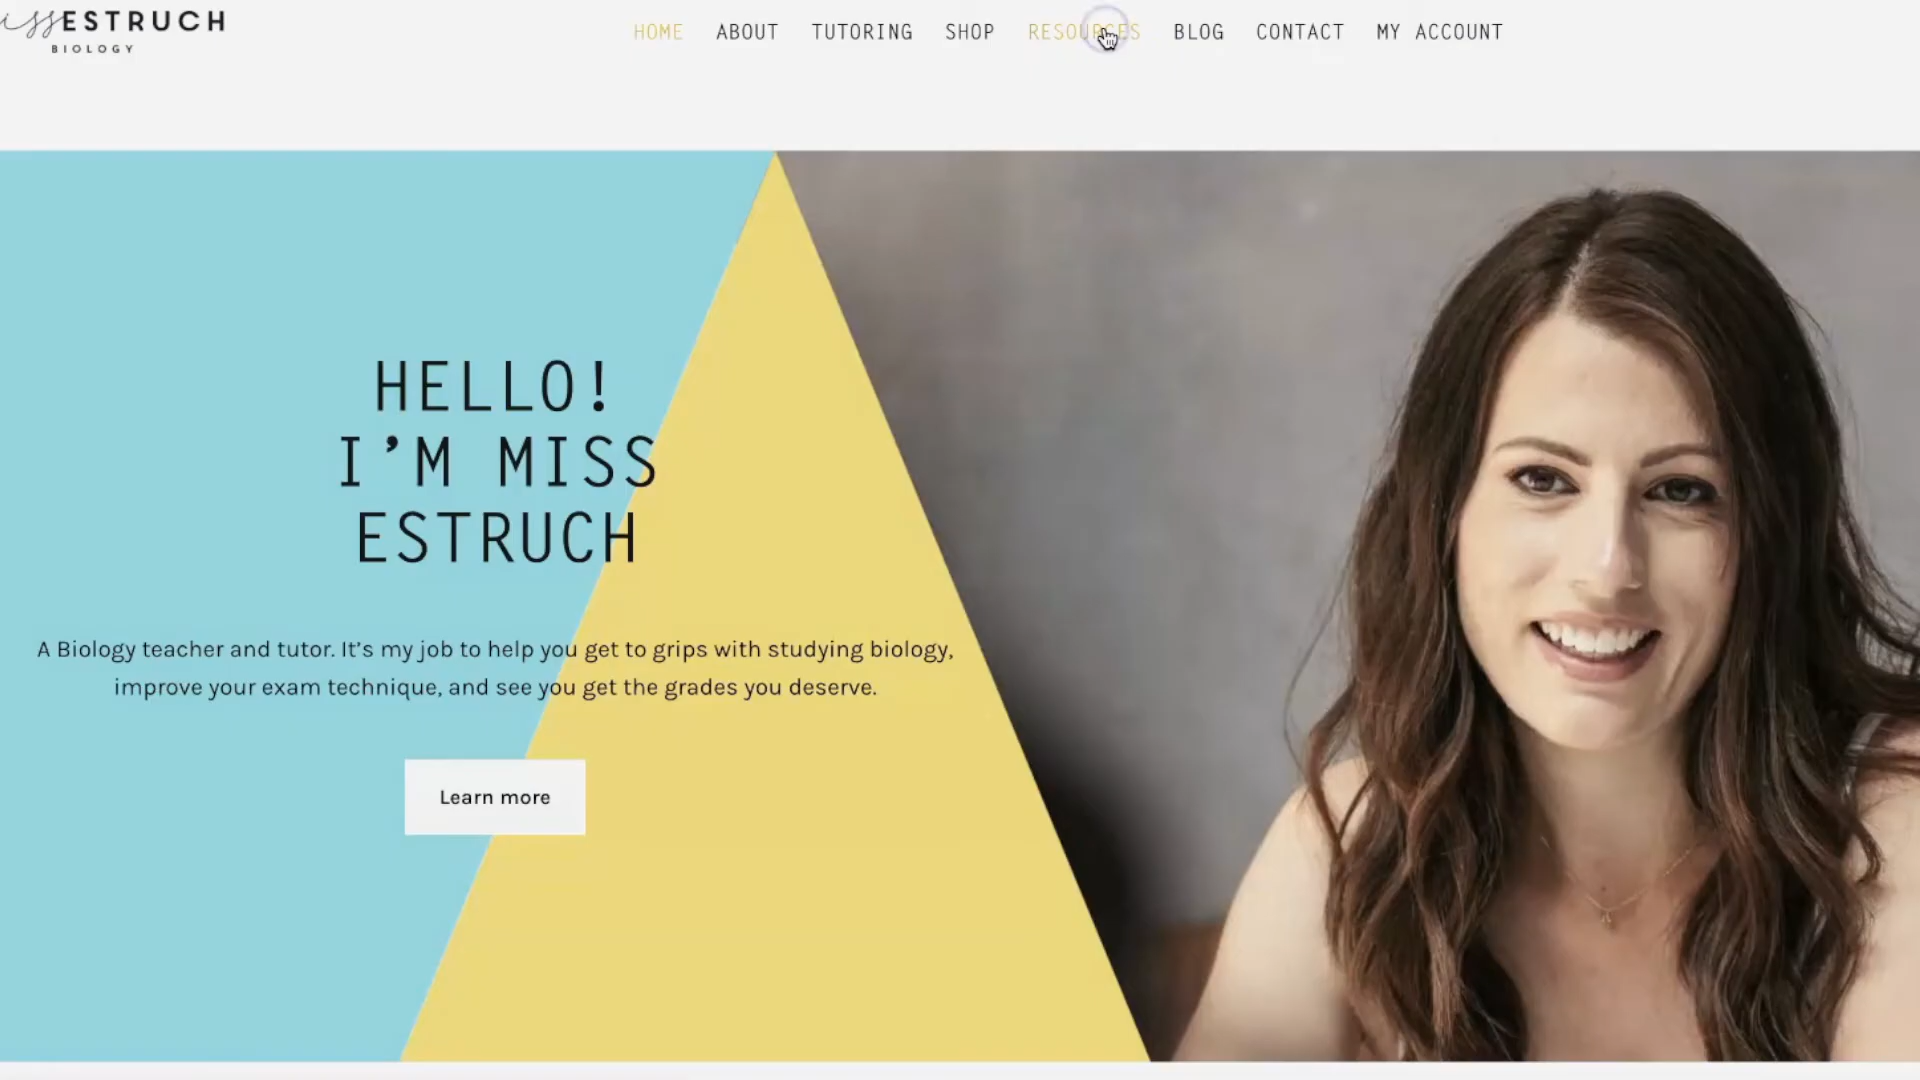 ESTRUCH
BIOLOGY
HOME ABOUT TUTORING SHOP RESOURCES BLOG CONTACT MY ACCOUNT
HELLO!
I'M MISS
ESTRUCH
A Biology teacher and tutor. It's my job to help you get to grips with studying biology,
improve your exam technique, and see you get the grades you deserve.
Learn more